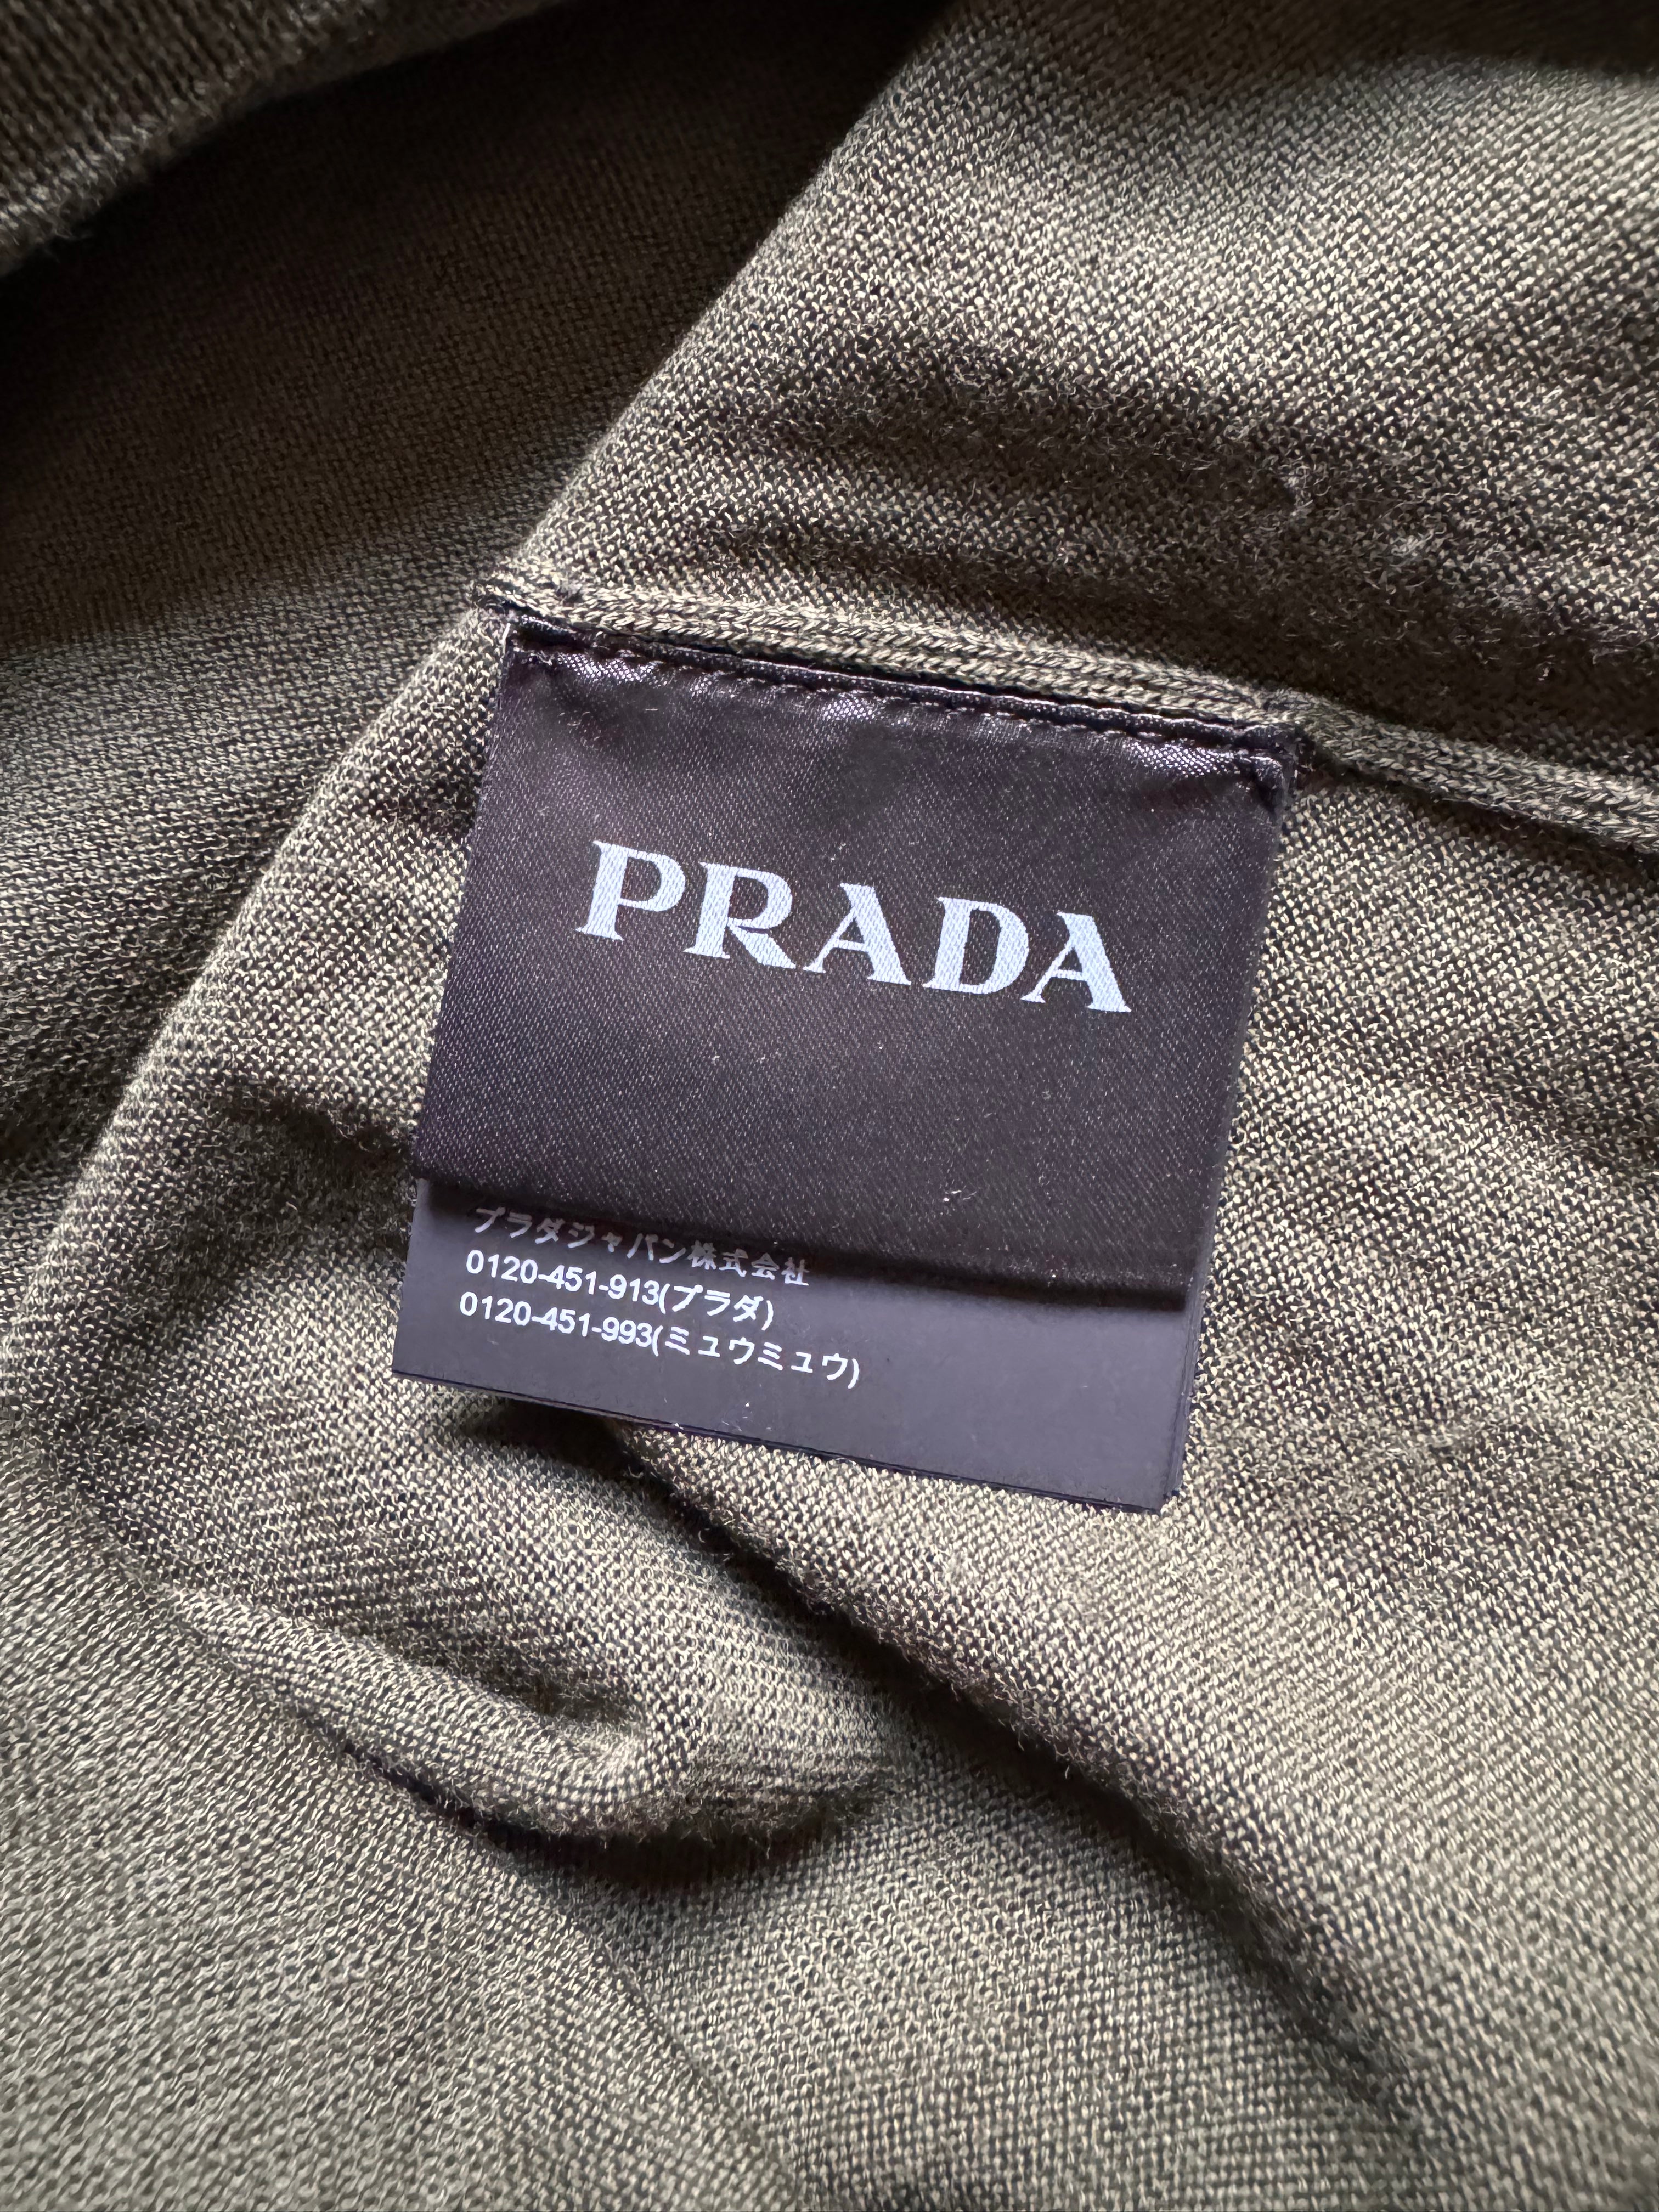 PRADA
プラダジャパン株式会社
0120-451-913(プラダ)
0120-451-993(ミュウミュウ)